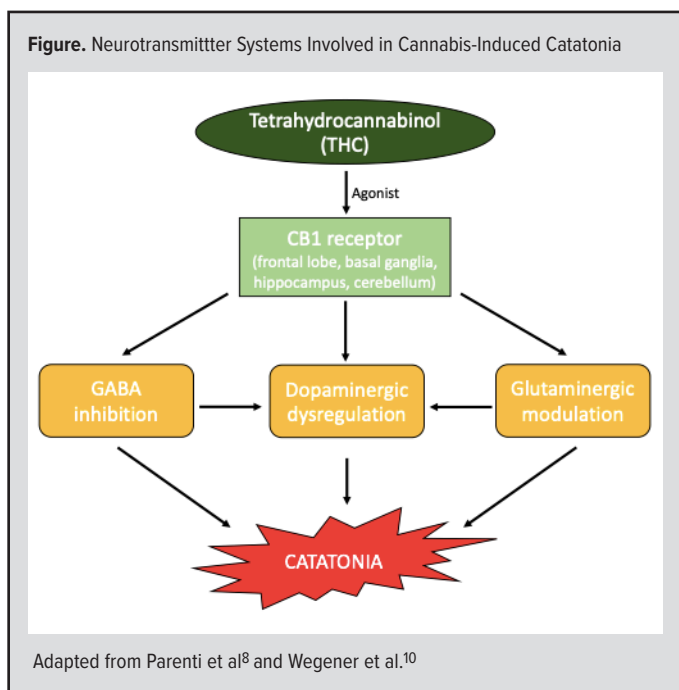 Figure. Neurotransmittter Systems Involved in Cannabis-Induced Catatonia
Tetrahydrocannabinol
(THC)
Agonist
CB1 receptor
(frontal lobe, basal ganglia,
hippocampus, cerebellum)
GABA
inhibition
Dopaminergic
dysregulation
Glutaminergic
modulation
CATATONIA
Adapted from Parenti et al⁸ and Wegener et al.¹⁰